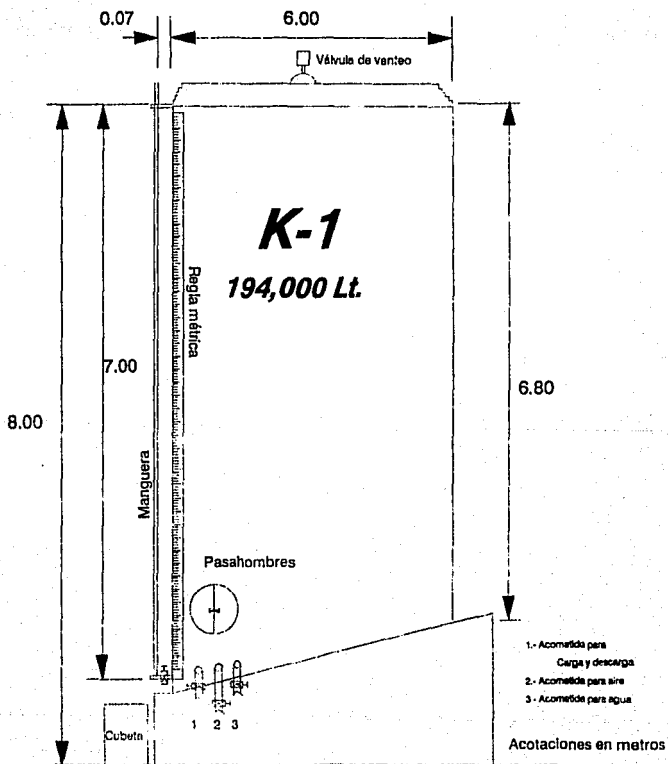 0.07
6.00
Válvula de venteo
K-1
194,000 Lt.
Regla métrica
7.00
8.00
6.80
Manguera
Pasahombres
1.- Acometida para
Carga y descarga
2.- Acometida para aire
3 - Acometida para agua
1 2 3
Cubeta
Acotaciones en metros